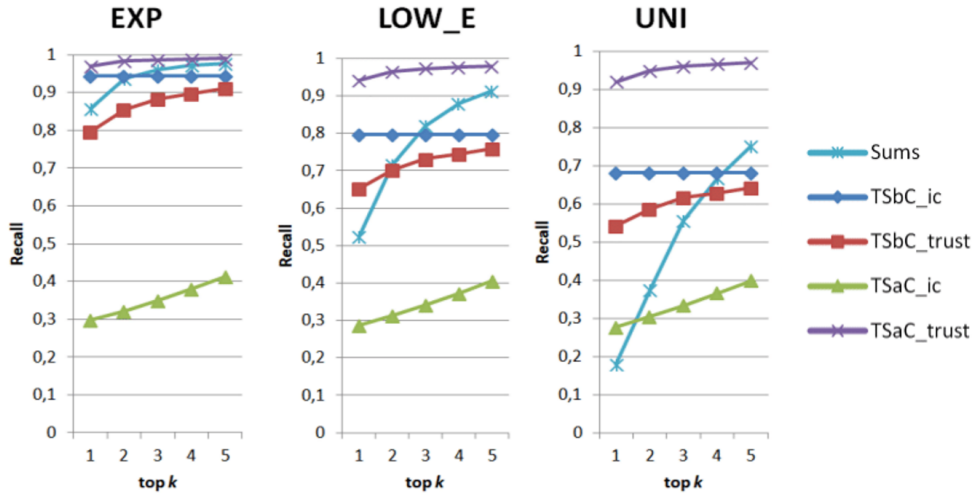 EXP
LOW_E
UNI
1
0,9
0,8
0,7
0,6
0,5
0,4
0,3
0,2
0,1
0
Recall
1 2 3 4 5
top k
1
0,9
0,8
0,7
0,6
0,5
0,4
0,3
0,2
0,1
0
Recall
1 2 3 4 5
top k
1
0,9
0,8
0,7
0,6
0,5
0,4
0,3
0,2
0,1
0
Recall
1 2 3 4 5
top k
Sums
TSbC_ic
TSbC_trust
TSaC_ic
TSaC_trust